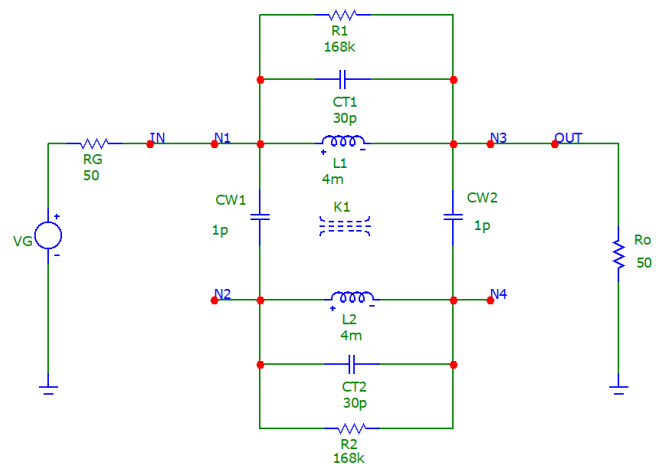 R1
168k
CT1
30p
IN
N1
N3
OUT
RG
50
+
-
L1
4m
CW1
1p
K1
CW2
1p
VG
+
-
Ro
50
N2
N4
+
-
L2
4m
CT2
30p
R2
168k